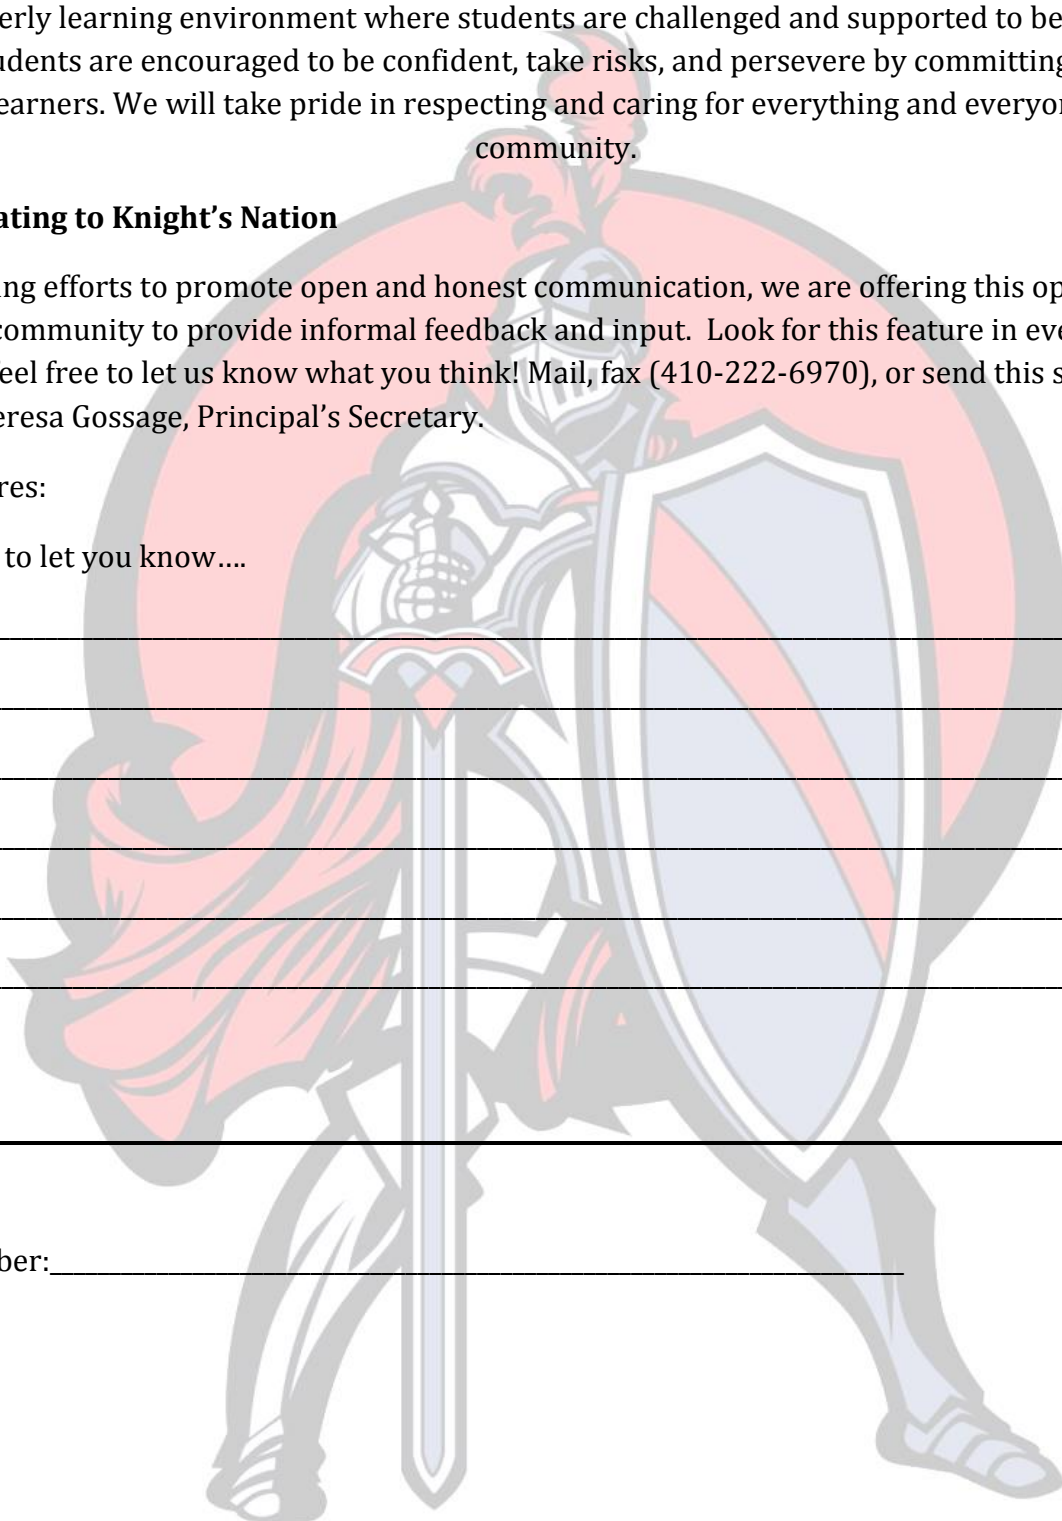 erly learning environment where students are challenged and supported to be
udents are encouraged to be confident, take risks, and persevere by committing
earners. We will take pride in respecting and caring for everything and everyon
community.
ating to Knight's Nation
ing efforts to promote open and honest communication, we are offering this op
community to provide informal feedback and input. Look for this feature in eve
feel free to let us know what you think! Mail, fax (410-222-6970), or send this s
eresa Gossage, Principal's Secretary.
res:
to let you know....
ber: